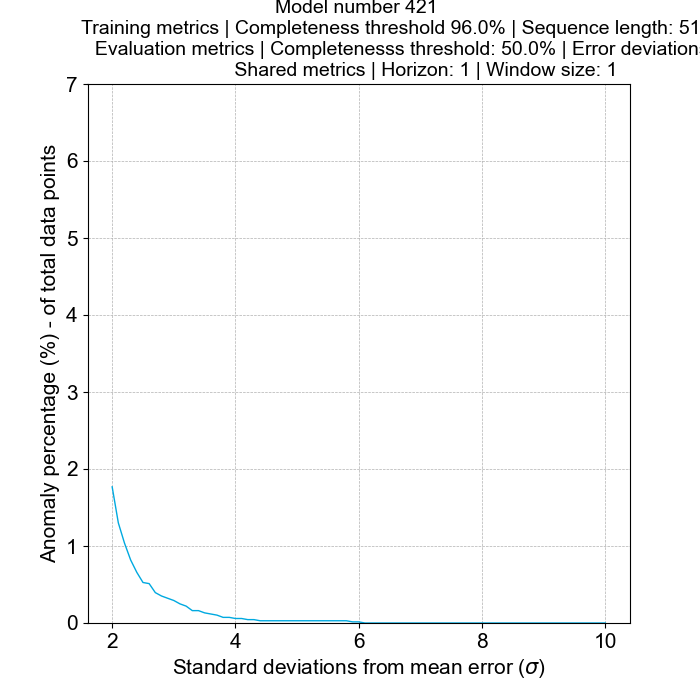 Model number 421
Training metrics | Completeness threshold 96.0% | Sequence length: 51
Evaluation metrics | Completenesss threshold: 50.0% | Error deviation
Shared metrics | Horizon: 1 | Window size: 1
7
6
5
4
3
2
1
0
Anomaly percentage (%) - of total data points
2 4 6 8 10
Standard deviations from mean error (σ)